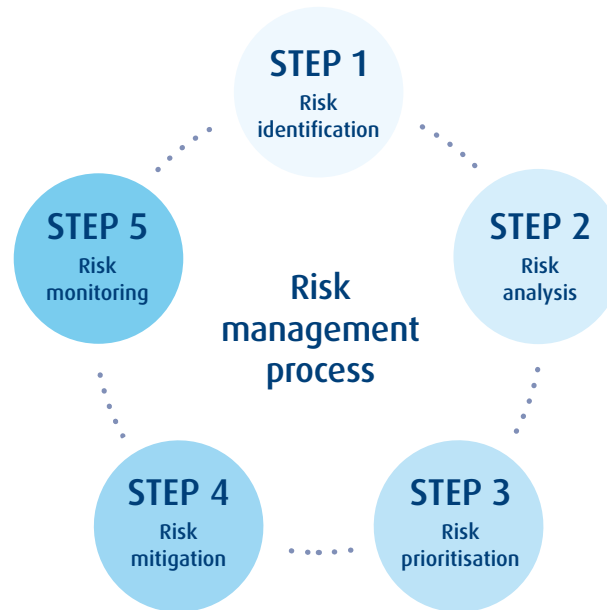 STEP 1
Risk
identification
STEP 2
Risk
analysis
STEP 3
Risk
prioritisation
STEP 4
Risk
mitigation
STEP 5
Risk
monitoring
Risk
management
process